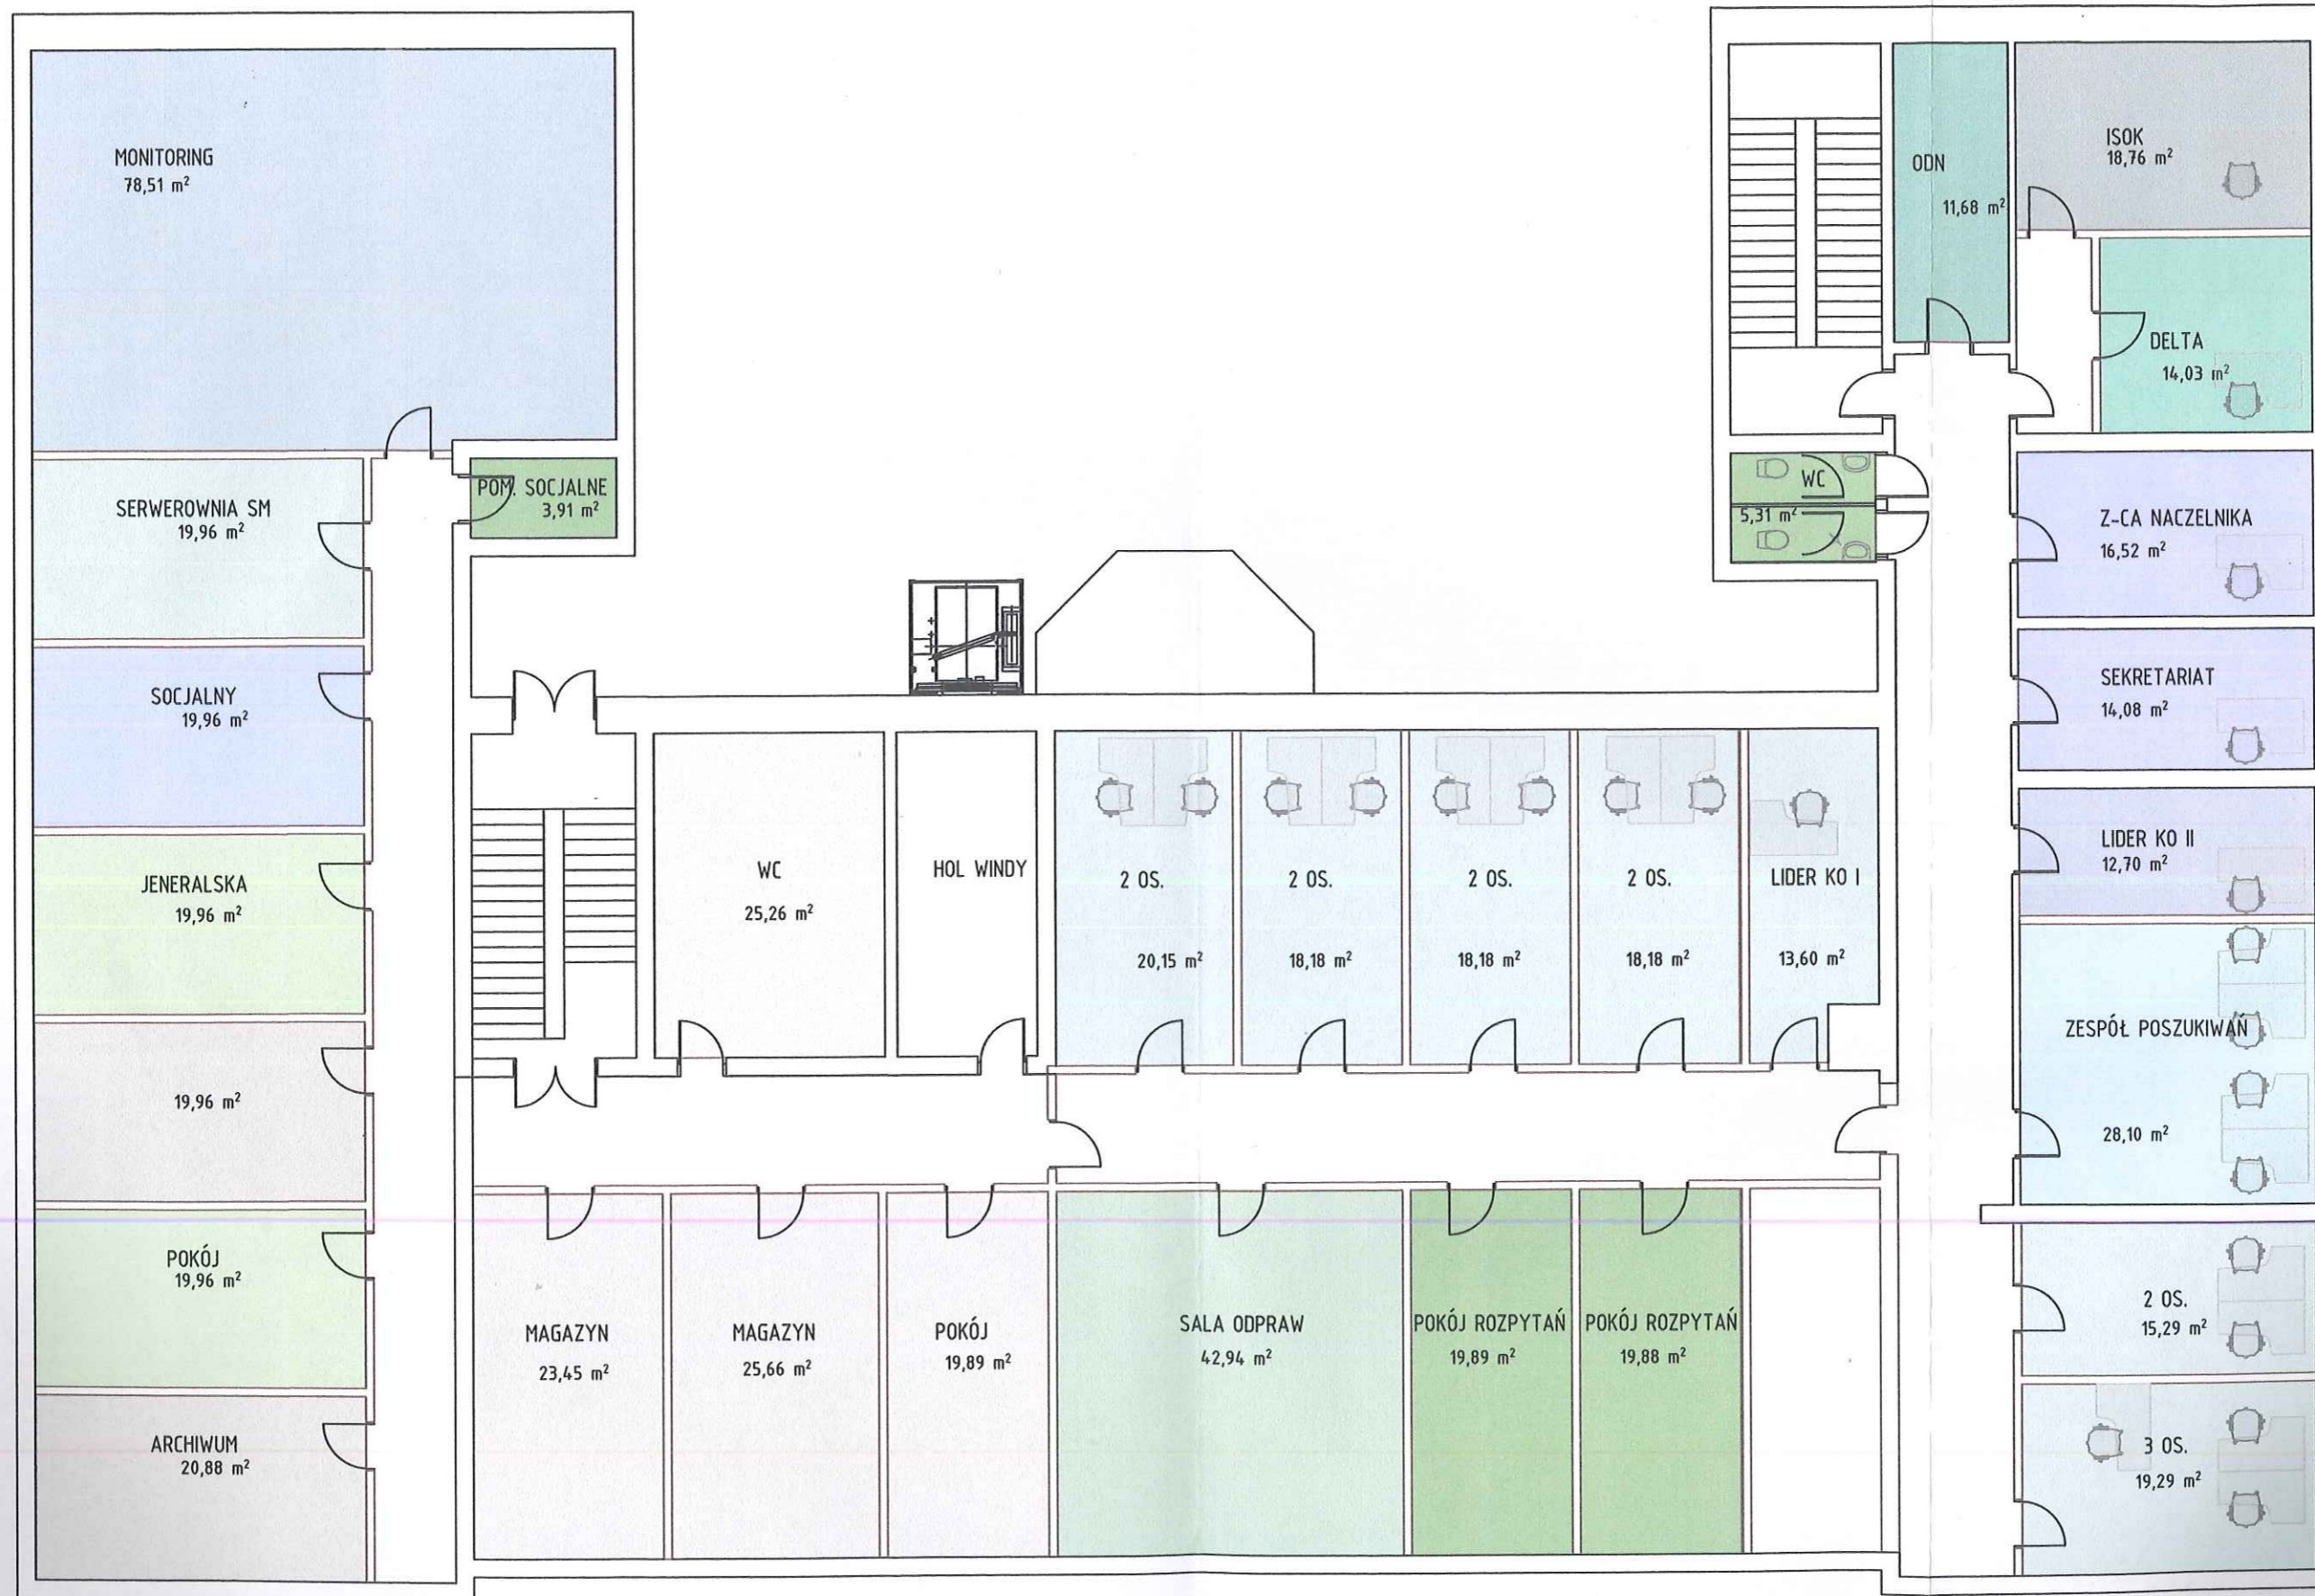 MONITORING
78,51 m²
SERWEROWNIA SM
19,96 m²
POM. SOCJALNE
3,91 m²
SOCJALNY
19,96 m²
JENERALSKA
19,96 m²
19,96 m²
POKÓJ
19,96 m²
ARCHIWUM
20,88 m²
WC
25,26 m²
HOL WINDY
2 OS.
20,15 m²
2 OS.
18,18 m²
2 OS.
18,18 m²
2 OS.
18,18 m²
LIDER KO I
13,60 m²
MAGAZYN
23,45 m²
MAGAZYN
25,66 m²
POKÓJ
19,89 m²
SALA ODPRAW
42,94 m²
POKÓJ ROZPYTAŃ
19,89 m²
POKÓJ ROZPYTAŃ
19,88 m²
ODN
11,68 m²
ISOK
18,76 m²
DELTA
14,03 m²
WC
5,31 m²
Z-CA NACZELNIKA
16,52 m²
SEKRETARIAT
14,08 m²
LIDER KO II
12,70 m²
ZESPÓŁ POSZUKIWAŃ
28,10 m²
2 OS.
15,29 m²
3 OS.
19,29 m²